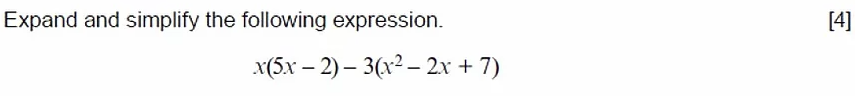 Expand and simplify the following expression. [4]
x(5x – 2) – 3(x² – 2x + 7)